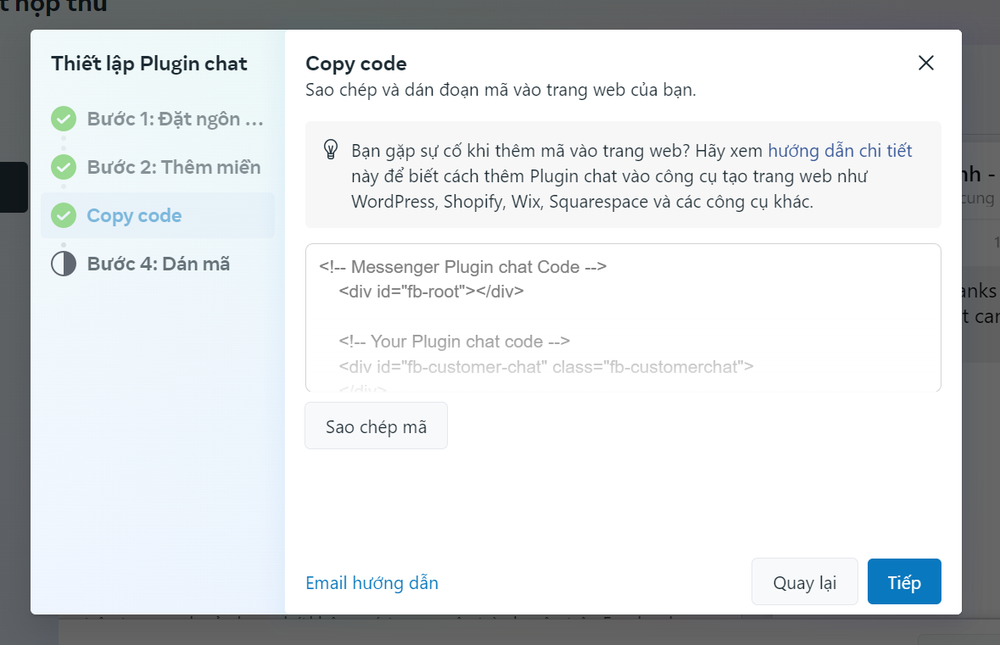 t hộp thư
Thiết lập Plugin chat
Bước 1: Đặt ngôn ...
Bước 2: Thêm miền
Copy code
Bước 4: Dán mã
Copy code
Sao chép và dán đoạn mã vào trang web của bạn.
Bạn gặp sự cố khi thêm mã vào trang web? Hãy xem hướng dẫn chi tiết
này để biết cách thêm Plugin chat vào công cụ tạo trang web như
WordPress, Shopify, Wix, Squarespace và các công cụ khác.
<!-- Messenger Plugin chat Code -->
<div id="fb-root"></div>
<!-- Your Plugin chat code -->
<div id="fb-customer-chat" class="fb-customerchat">
</div>
Sao chép mã
Email hướng dẫn
Quay lại
Tiếp
nh -
cung
anks
t can